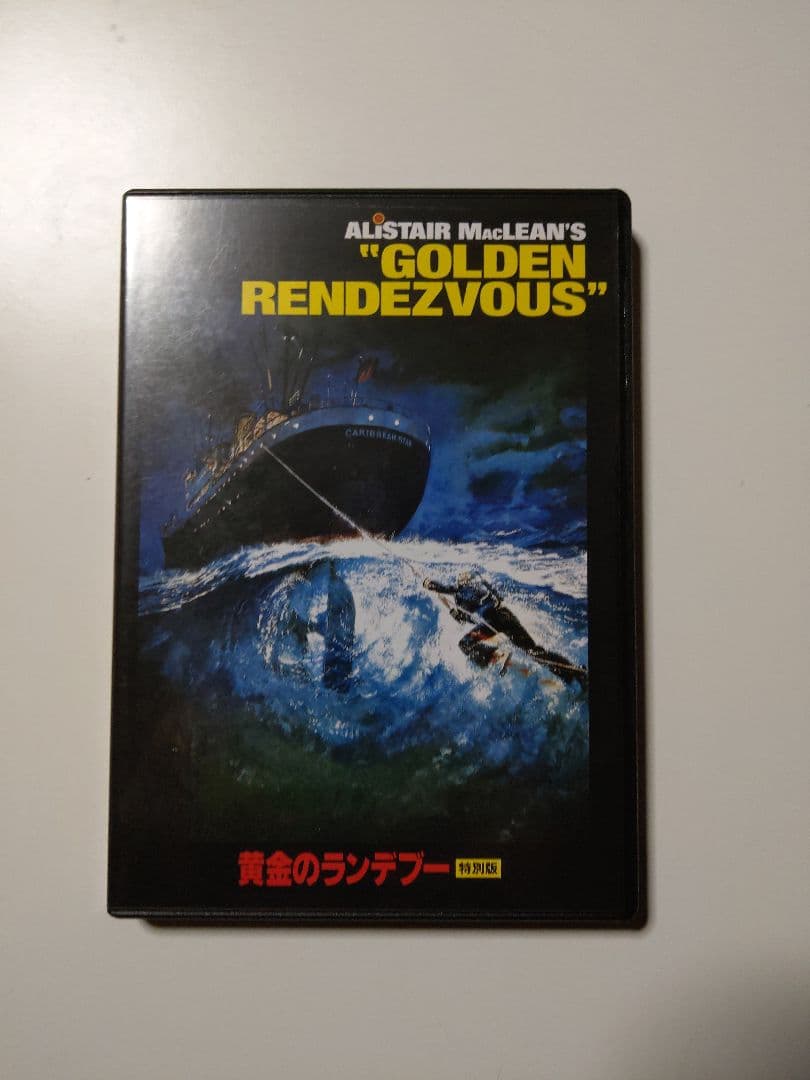 ALiSTAIR MacLEAN'S
"GOLDEN
RENDEZVOUS"
CARIBBEAN STAR
黄金のランデブー 特別版